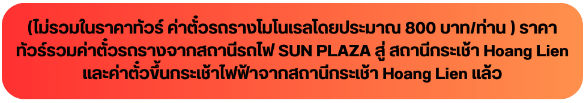 (ไม่รวมในราคาทัวร์ ค่าตั๋วรถรางโมโนเรลโดยประมาณ 800 บาท/ท่าน ) ราคา
ทัวร์รวมค่าตั๋วรถรางจากสถานีรถไฟ SUN PLAZA สู่ สถานีกระเช้า Hoang Lien
และค่าตั๋วขึ้นกระเช้าไฟฟ้าจากสถานีกระเช้า Hoang Lien แล้ว